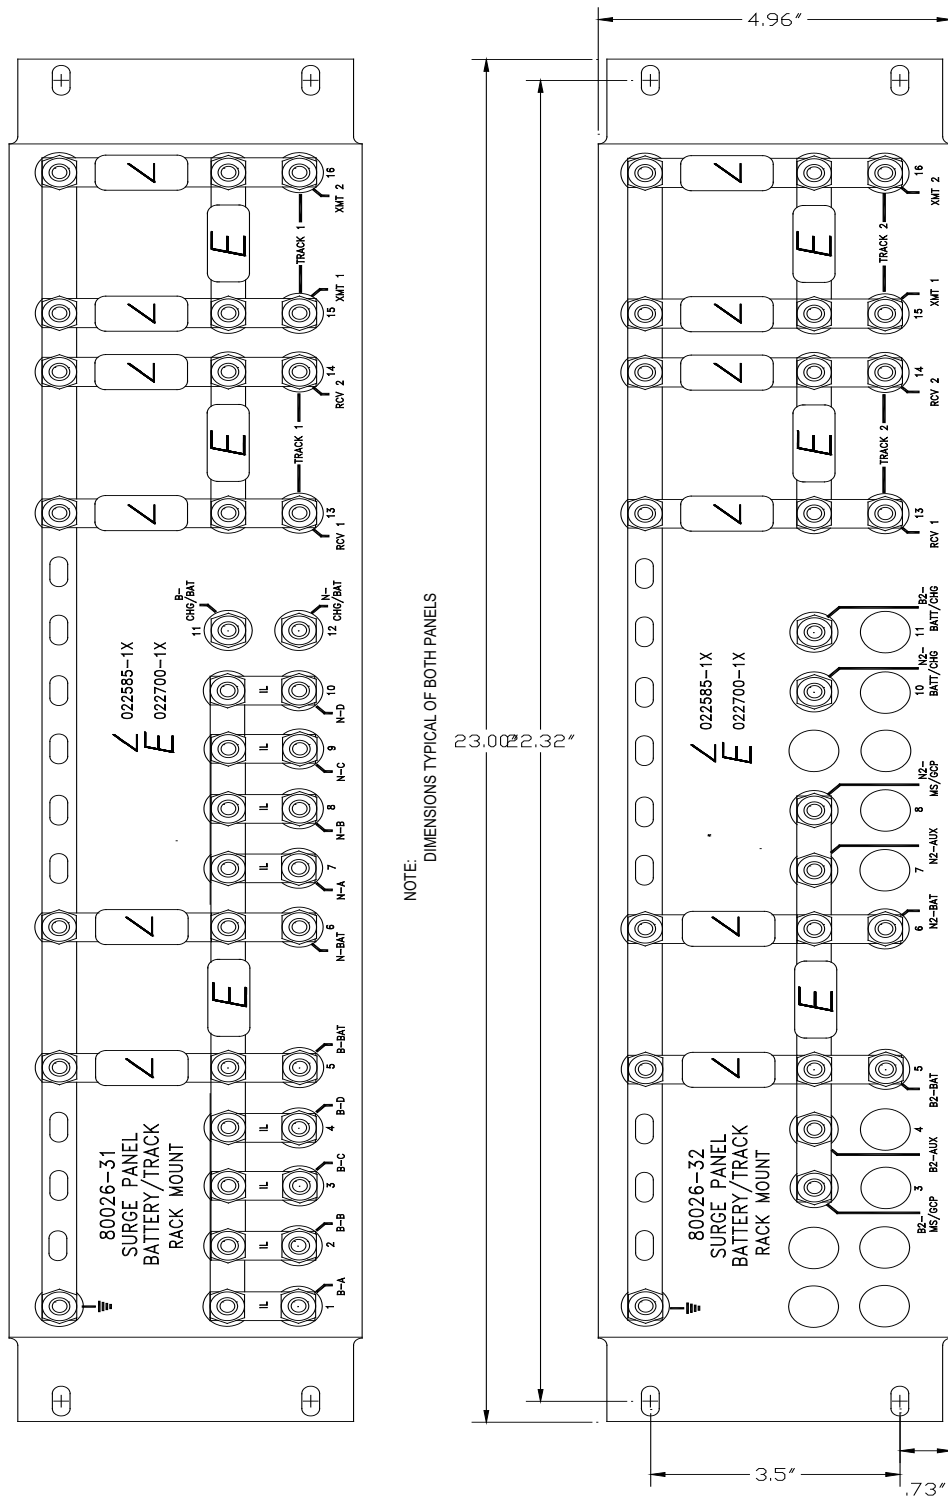 4.96"
16
XMT 2
TRACK 1
E
XMT 1
15
14
RCV 2
TRACK 1
E
13
RCV 1
B-
CHG/BAT
11
N-
CHG/BAT
12
L 022585-1X
E 022700-1X
IL
10
N-D
IL
9
N-C
IL
8
N-B
IL
7
N-A
6
N-BAT
E
B-BAT
5
B-D
IL
4
B-C
IL
3
B-B
IL
2
B-A
IL
1
80026-31
SURGE PANEL
BATTERY/TRACK
RACK MOUNT
NOTE:
DIMENSIONS TYPICAL OF BOTH PANELS
23.00"
22.32"
16
XMT 2
TRACK 2
E
XMT 1
15
14
RCV 2
TRACK 2
E
13
RCV 1
B2-
BATT/CHG
11
N2-
BATT/CHG
10
L 022585-1X
E 022700-1X
N2-
MS/GCP
8
N2-AUX
7
N2-BAT
6
E
5
B2-BAT
4
B2-AUX
3
B2-
MS/GCP
80026-32
SURGE PANEL
BATTERY/TRACK
RACK MOUNT
3.5"
.73"